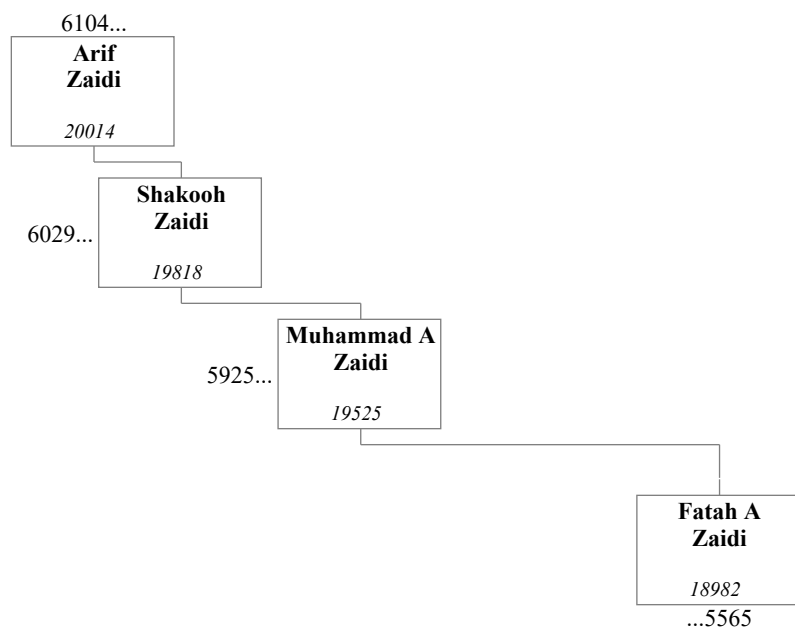 6104...
Arif
Zaidi
20014
Shakooh
Zaidi
6029...
19818
Muhammad A
Zaidi
5925...
19525
Fatah A
Zaidi
18982
...5565